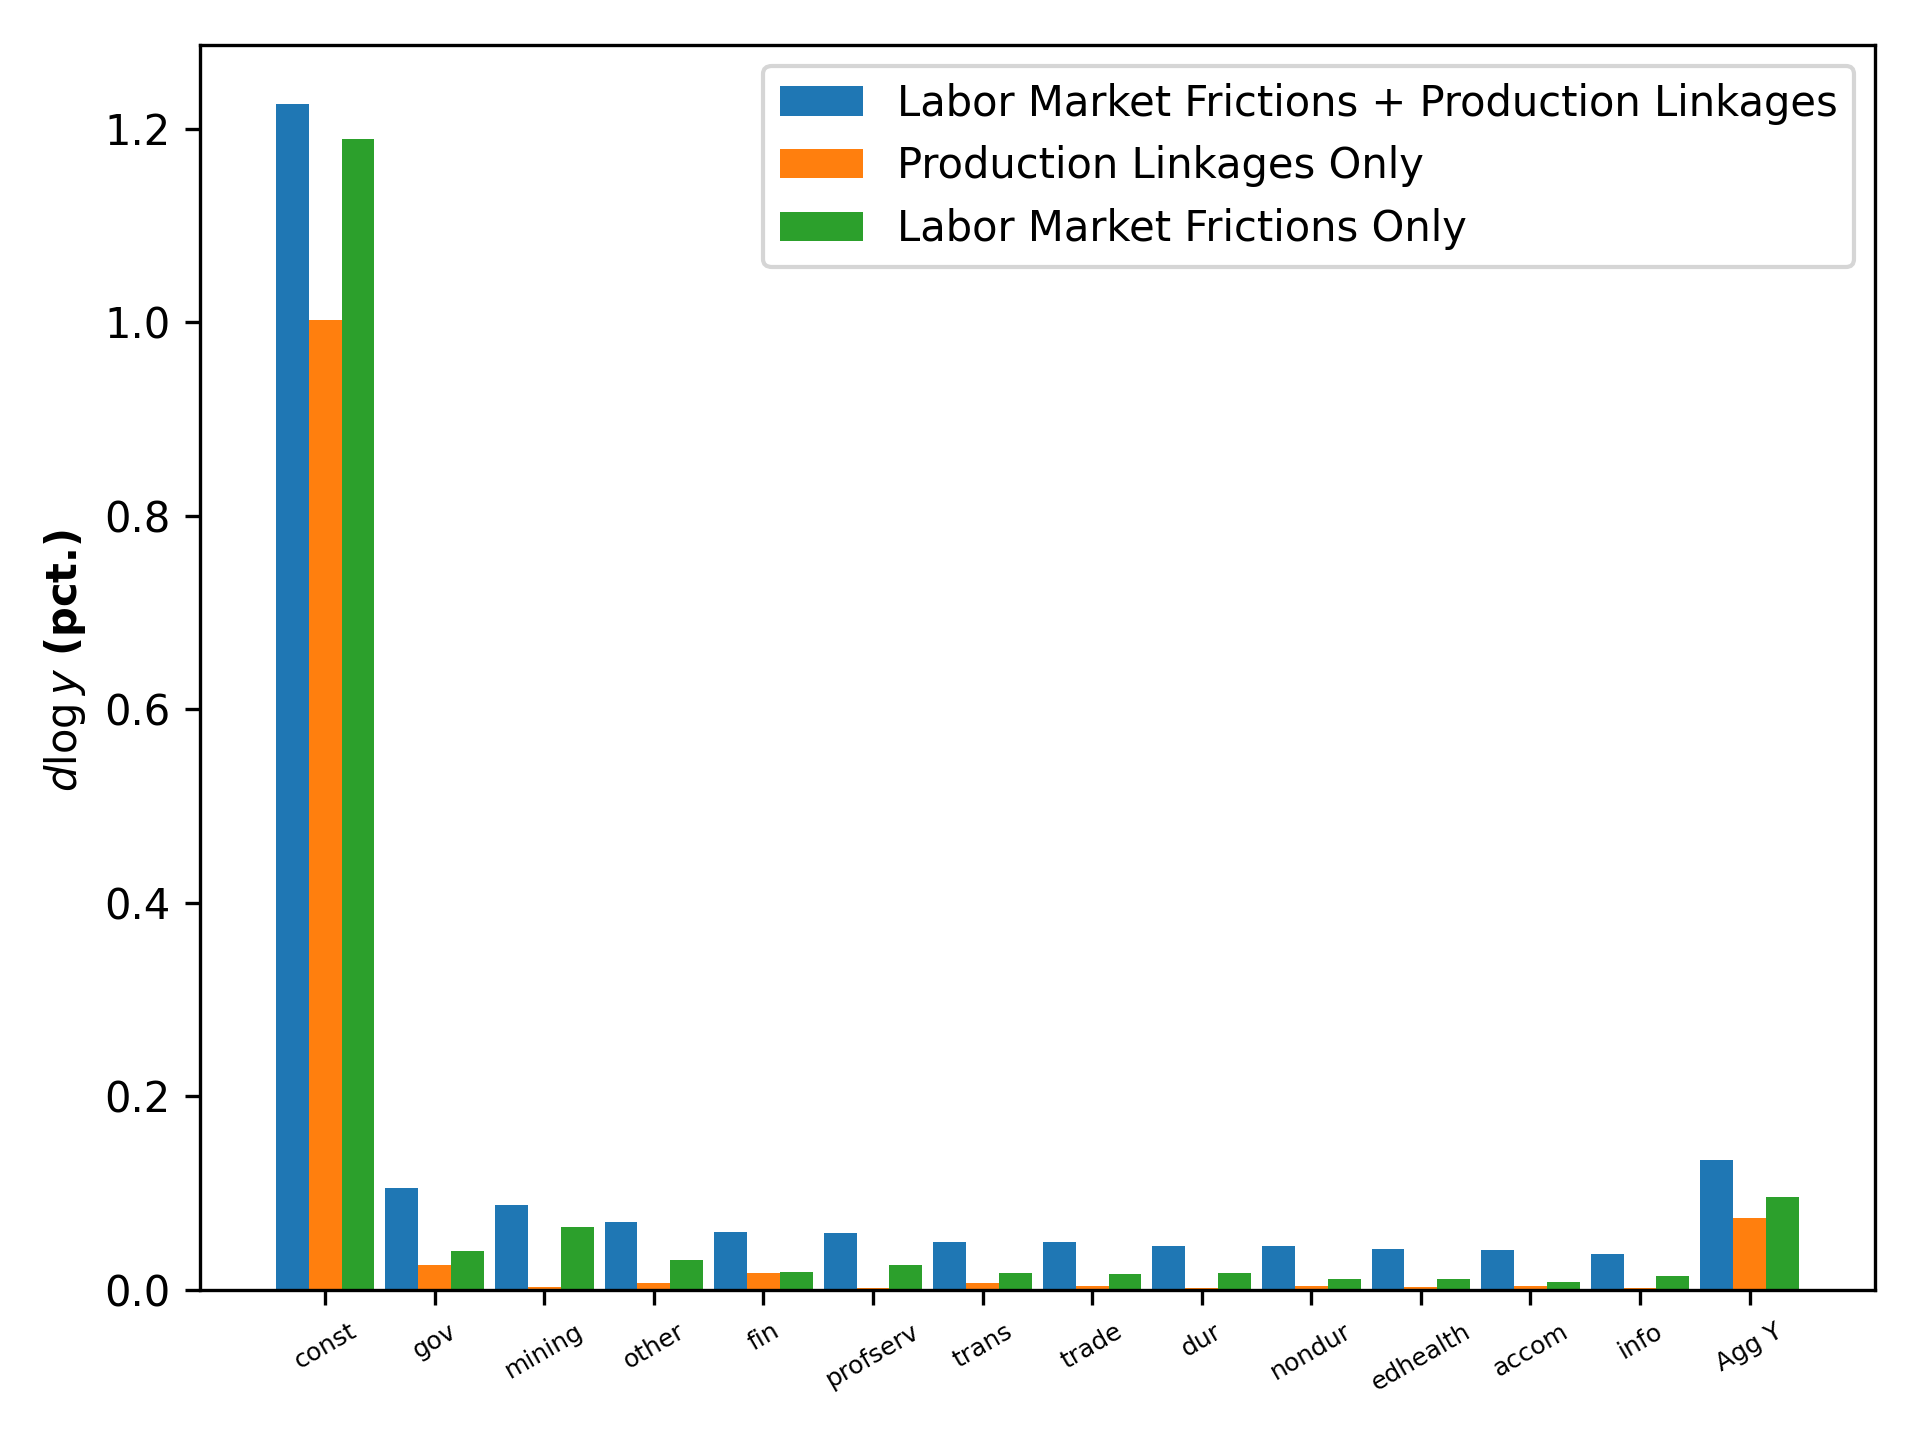 Labor Market Frictions + Production Linkages
Production Linkages Only
Labor Market Frictions Only
1.2
1.0
0.8
0.6
0.4
0.2
0.0
d log y (pct.)
const
gov
mining
other
fin
profserv
trans
trade
dur
nondur
edhealth
accom
info
Agg Y